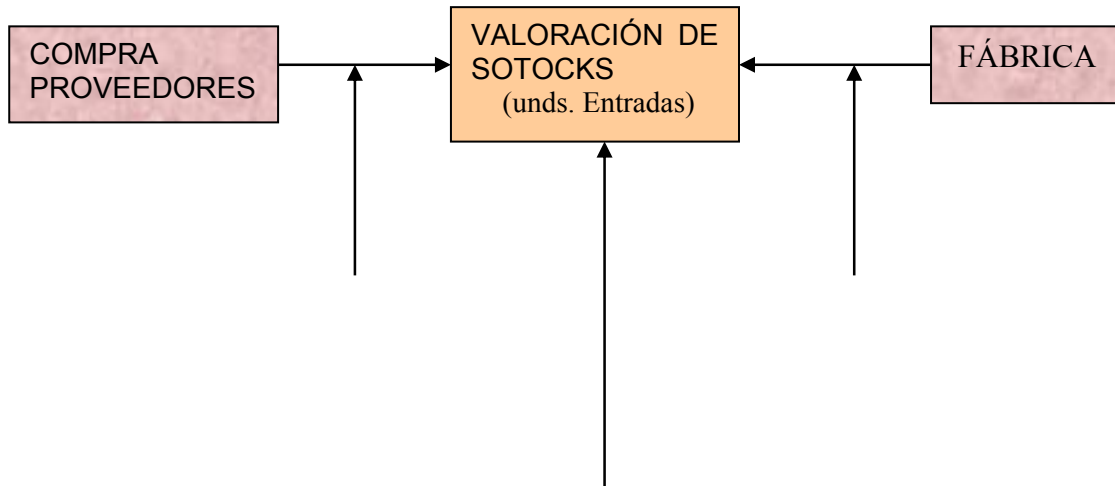 COMPRA
PROVEEDORES
VALORACIÓN DE
SOTOCKS
(unds. Entradas)
FÁBRICA